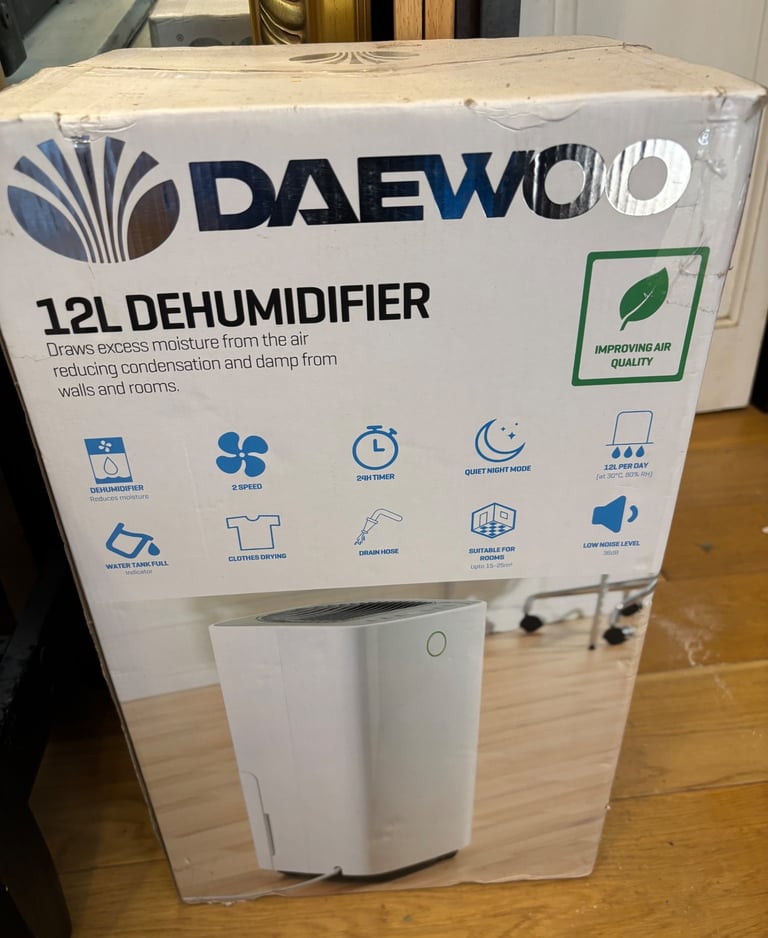 DAEWOO
12L DEHUMIDIFIER
Draws excess moisture from the air
reducing condensation and damp from
walls and rooms.
IMPROVING AIR
QUALITY
DEHUMIDIFIER
Reduces moisture
2 SPEED
24H TIMER
QUIET NIGHT MODE
12L PER DAY
(at 30°C, 80% RH)
WATER TANK FULL
Indicator
CLOTHES DRYING
DRAIN HOSE
SUITABLE FOR
ROOMS
Upto 15-25m²
LOW NOISE LEVEL
38dB